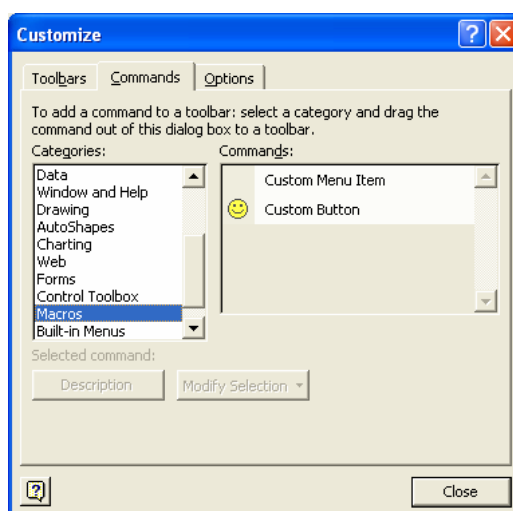 Customize
Toolbars Commands Options
To add a command to a toolbar: select a category and drag the
command out of this dialog box to a toolbar.
Categories: Commands:
Data
Window and Help
Drawing
AutoShapes
Charting
Web
Forms
Control Toolbox
Macros
Built-in Menus
Custom Menu Item
Custom Button
Selected command:
Description Modify Selection
Close